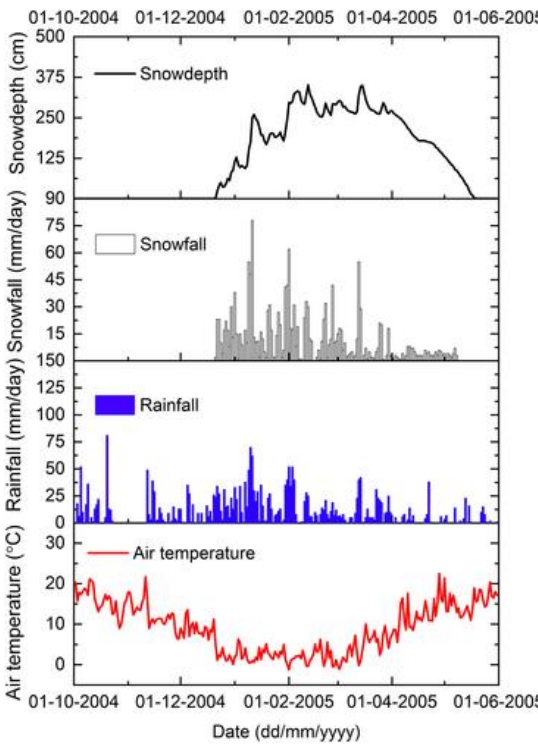 01-10-2004 01-12-2004 01-02-2005 01-04-2005 01-06-2005
500
375
250
125
90
Snowdepth (cm)
Snowdepth
75
60
45
30
15
150
Snowfall (mm/day)
Snowfall
125
100
75
50
25
0
Rainfall (mm/day)
Rainfall
30
20
10
0
Air temperature (°C)
Air temperature
01-10-2004 01-12-2004 01-02-2005 01-04-2005 01-06-2005
Date (dd/mm/yyyy)